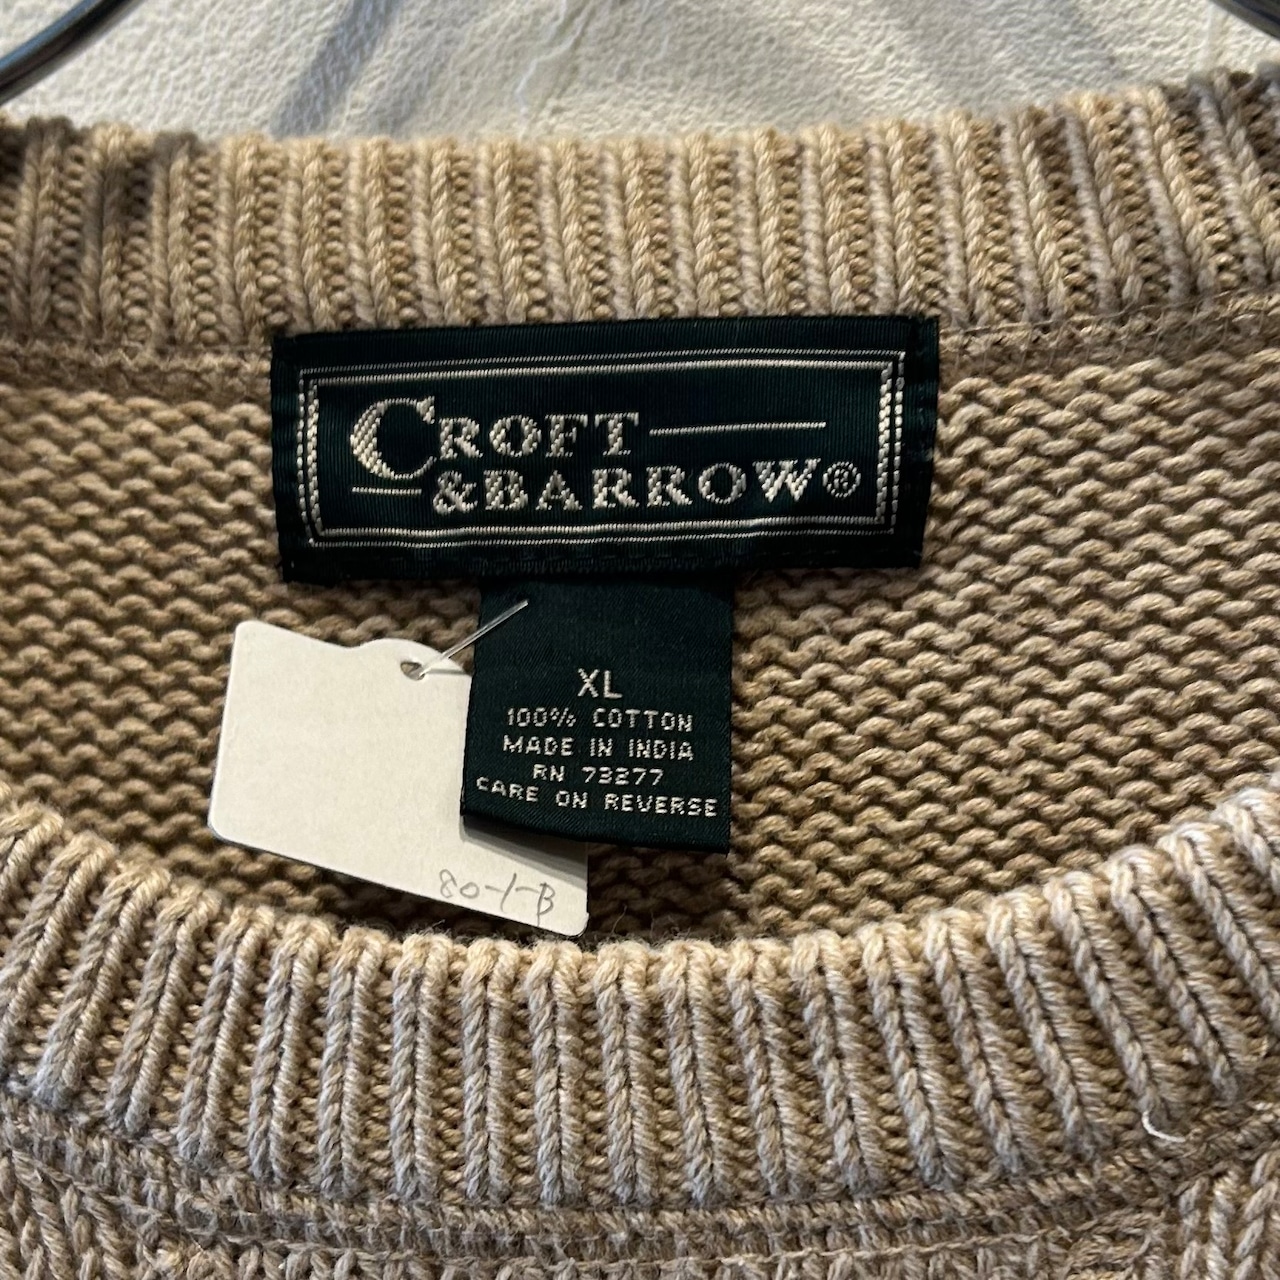 CROFT
&BARROW®
XL
100% COTTON
MADE IN INDIA
RN 73277
CARE ON REVERSE
80-1-B